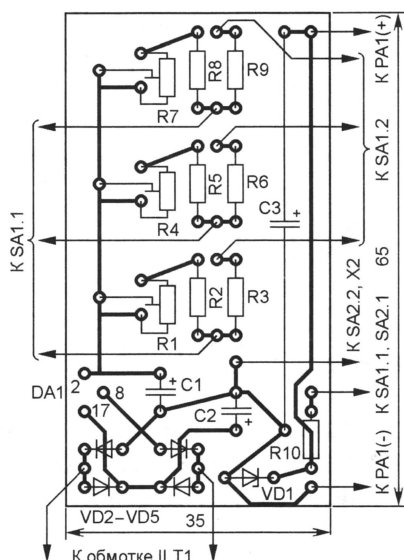 К PA1(+)
R8
R9
R7
К SA1.2
R5
R6
R4
C3
+
К SA1.1
R2
R3
R1
65
К SA2.2, X2
К SA1.1, SA2.1
DA1
2
8
17
+
C1
+
C2
R10
VD1
К PA1(-)
VD2–VD5
35
К обмотке II T1